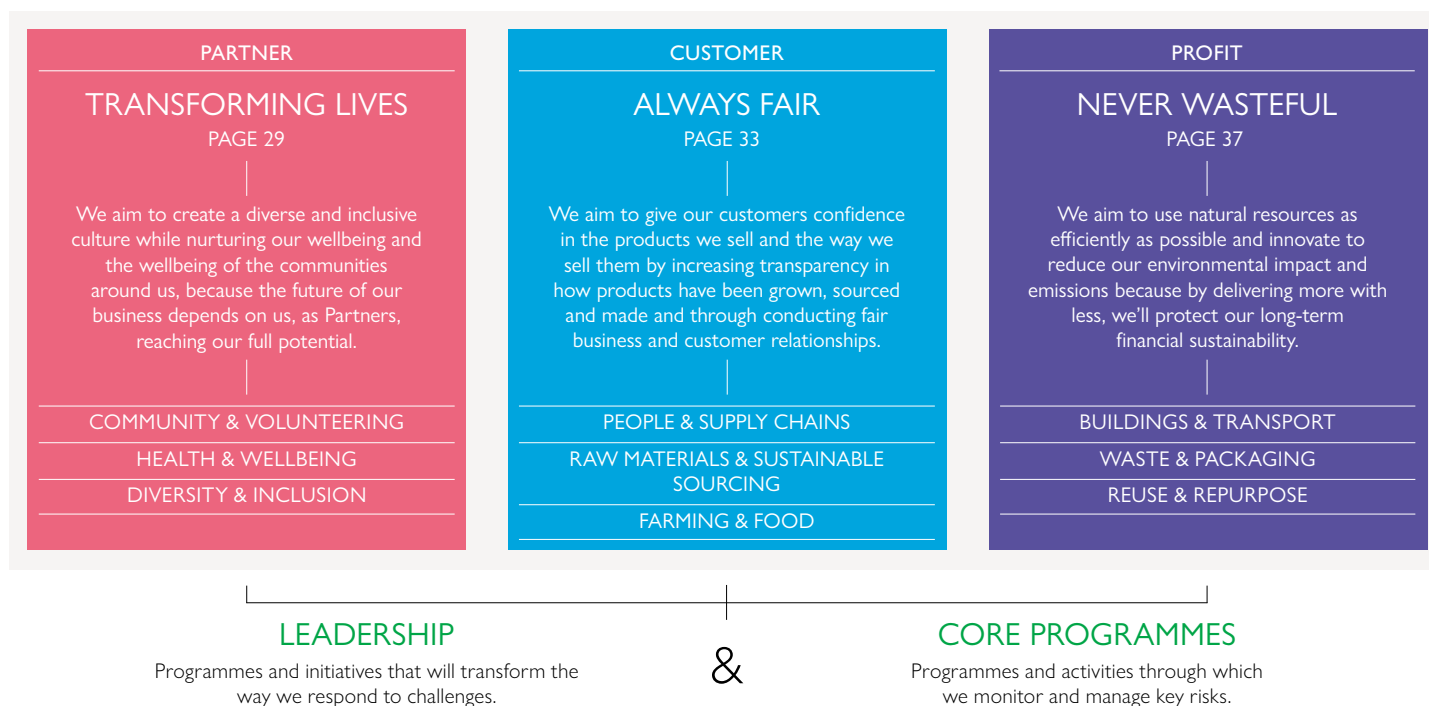 PARTNER
TRANSFORMING LIVES
PAGE 29
We aim to create a diverse and inclusive
culture while nurturing our wellbeing and
the wellbeing of the communities
around us, because the future of our
business depends on us, as Partners,
reaching our full potential.
COMMUNITY & VOLUNTEERING
HEALTH & WELLBEING
DIVERSITY & INCLUSION
CUSTOMER
ALWAYS FAIR
PAGE 33
We aim to give our customers confidence
in the products we sell and the way we
sell them by increasing transparency in
how products have been grown, sourced
and made and through conducting fair
business and customer relationships.
PEOPLE & SUPPLY CHAINS
RAW MATERIALS & SUSTAINABLE
SOURCING
FARMING & FOOD
PROFIT
NEVER WASTEFUL
PAGE 37
We aim to use natural resources as
efficiently as possible and innovate to
reduce our environmental impact and
emissions because by delivering more with
less, we'll protect our long-term
financial sustainability.
BUILDINGS & TRANSPORT
WASTE & PACKAGING
REUSE & REPURPOSE
LEADERSHIP
Programmes and initiatives that will transform the
way we respond to challenges.
&
CORE PROGRAMMES
Programmes and activities through which
we monitor and manage key risks.